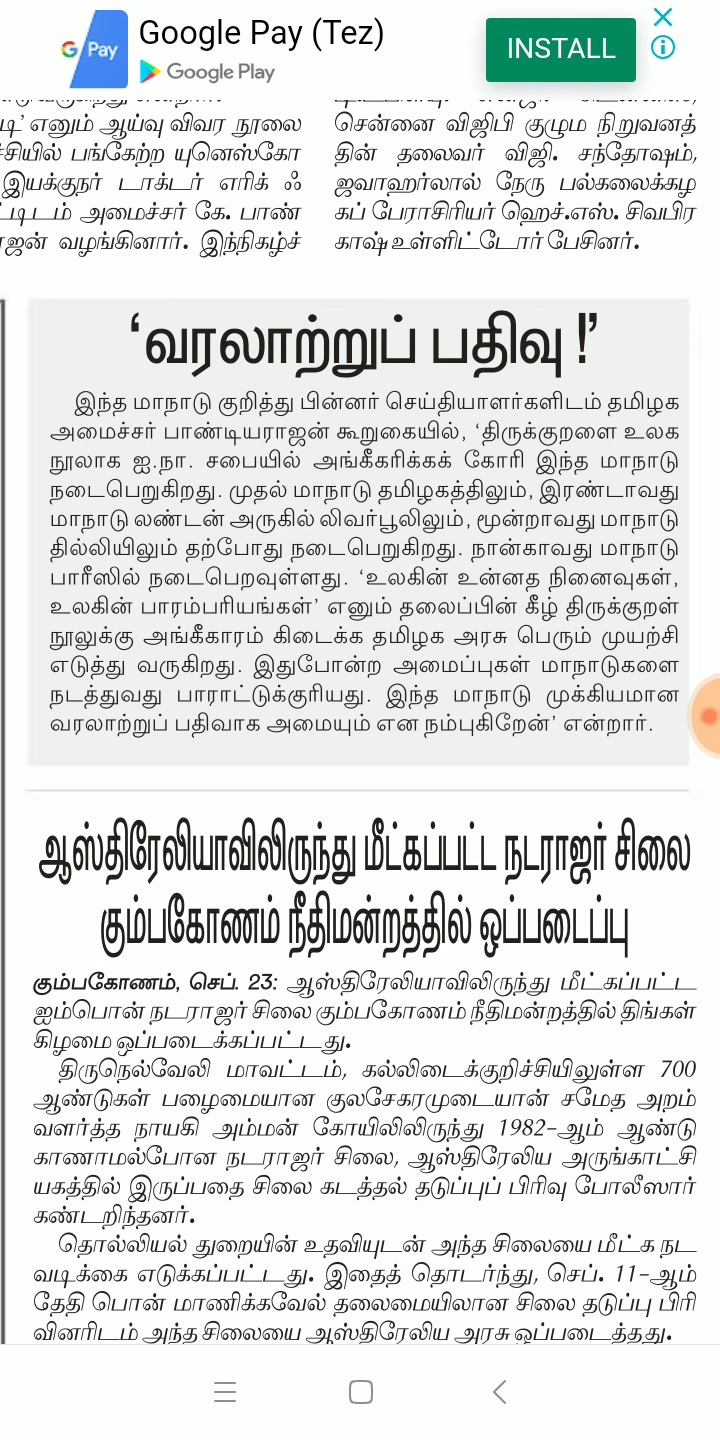 Google Pay (Tez)
G Pay
Google Play
INSTALL
டி' எனும் ஆய்வு விவர நூலை
சியில் பங்கேற்ற யுனெஸ்கோ
இயக்குநர் டாக்டர் எரிக் ஃ
ட்டிடம் அமைச்சர் கே. பாண்
ராஜன் வழங்கினார். இந்நிகழ்ச்
சென்னை விஜிபி குழும நிறுவனத்
தின் தலைவர் விஜி. சந்தோஷம்,
ஜவாஹர்லால் நேரு பல்கலைக்கழ
கப் பேராசிரியர் ஹெச்.எஸ். சிவபிர
காஷ் உள்ளிட்டோர் பேசினர்.
'வரலாற்றுப் பதிவு !'
இந்த மாநாடு குறித்து பின்னர் செய்தியாளர்களிடம் தமிழக
அமைச்சர் பாண்டியராஜன் கூறுகையில், 'திருக்குறளை உலக
நூலாக ஐ.நா. சபையில் அங்கீகரிக்கக் கோரி இந்த மாநாடு
நடைபெறுகிறது. முதல் மாநாடு தமிழகத்திலும், இரண்டாவது
மாநாடு லண்டன் அருகில் லிவர்பூலிலும், மூன்றாவது மாநாடு
தில்லியிலும் தற்போது நடைபெறுகிறது. நான்காவது மாநாடு
பாரீஸில் நடைபெறவுள்ளது. 'உலகின் உன்னத நினைவுகள்,
உலகின் பாரம்பரியங்கள்' எனும் தலைப்பின் கீழ் திருக்குறள்
நூலுக்கு அங்கீகாரம் கிடைக்க தமிழக அரசு பெரும் முயற்சி
எடுத்து வருகிறது. இதுபோன்ற அமைப்புகள் மாநாடுகளை
நடத்துவது பாராட்டுக்குரியது. இந்த மாநாடு முக்கியமான
வரலாற்றுப் பதிவாக அமையும் என நம்புகிறேன்' என்றார்.
ஆஸ்திரேலியாவிலிருந்து மீட்கப்பட்ட நடராஜர் சிலை
கும்பகோணம் நீதிமன்றத்தில் ஒப்படைப்பு
கும்பகோணம், செப். 23: ஆஸ்திரேலியாவிலிருந்து மீட்கப்பட்ட
ஐம்பொன் நடராஜர் சிலை கும்பகோணம் நீதிமன்றத்தில் திங்கள்
கிழமை ஒப்படைக்கப்பட்டது.
திருநெல்வேலி மாவட்டம், கல்லிடைக்குறிச்சியிலுள்ள 700
ஆண்டுகள் பழைமையான குலசேகரமுடையான் சமேத அறம்
வளர்த்த நாயகி அம்மன் கோயிலிலிருந்து 1982-ஆம் ஆண்டு
காணாமல்போன நடராஜர் சிலை, ஆஸ்திரேலிய அருங்காட்சி
யகத்தில் இருப்பதை சிலை கடத்தல் தடுப்புப் பிரிவு போலீஸார்
கண்டறிந்தனர்.
தொல்லியல் துறையின் உதவியுடன் அந்த சிலையை மீட்க நட
வடிக்கை எடுக்கப்பட்டது. இதைத் தொடர்ந்து, செப். 11-ஆம்
தேதி பொன் மாணிக்கவேல் தலைமையிலான சிலை தடுப்பு பிரி
வினரிடம் அந்த சிலையை ஆஸ்திரேலிய அரசு ஒப்படைத்தது.